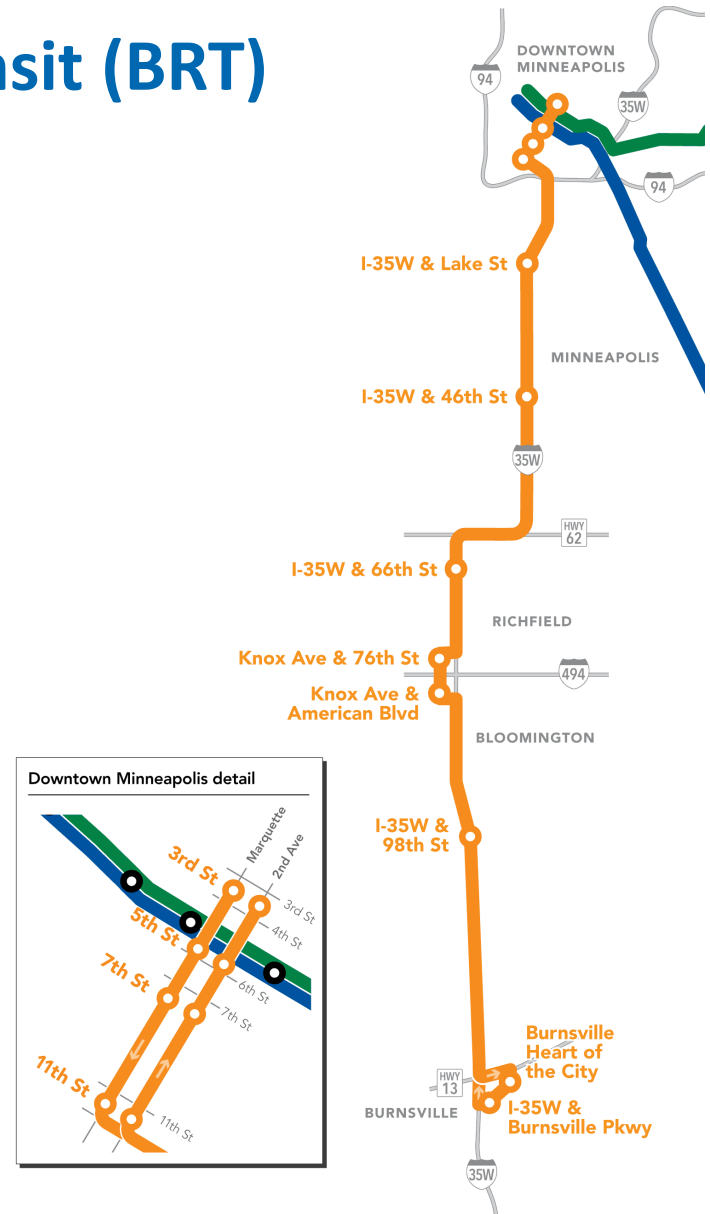 nsit (BRT)
DOWNTOWN
MINNEAPOLIS
94
35W
94
I-35W & Lake St
MINNEAPOLIS
I-35W & 46th St
35W
HWY
62
I-35W & 66th St
RICHFIELD
Knox Ave & 76th St
494
Knox Ave &
American Blvd
BLOOMINGTON
I-35W &
98th St
Burnsville
Heart of
the City
HWY
13
BURNSVILLE
I-35W &
Burnsville Pkwy
35W
Downtown Minneapolis detail
Marquette
2nd Ave
3rd St
3rd St
4th St
5th St
6th St
7th St
7th St
11th St
11th St